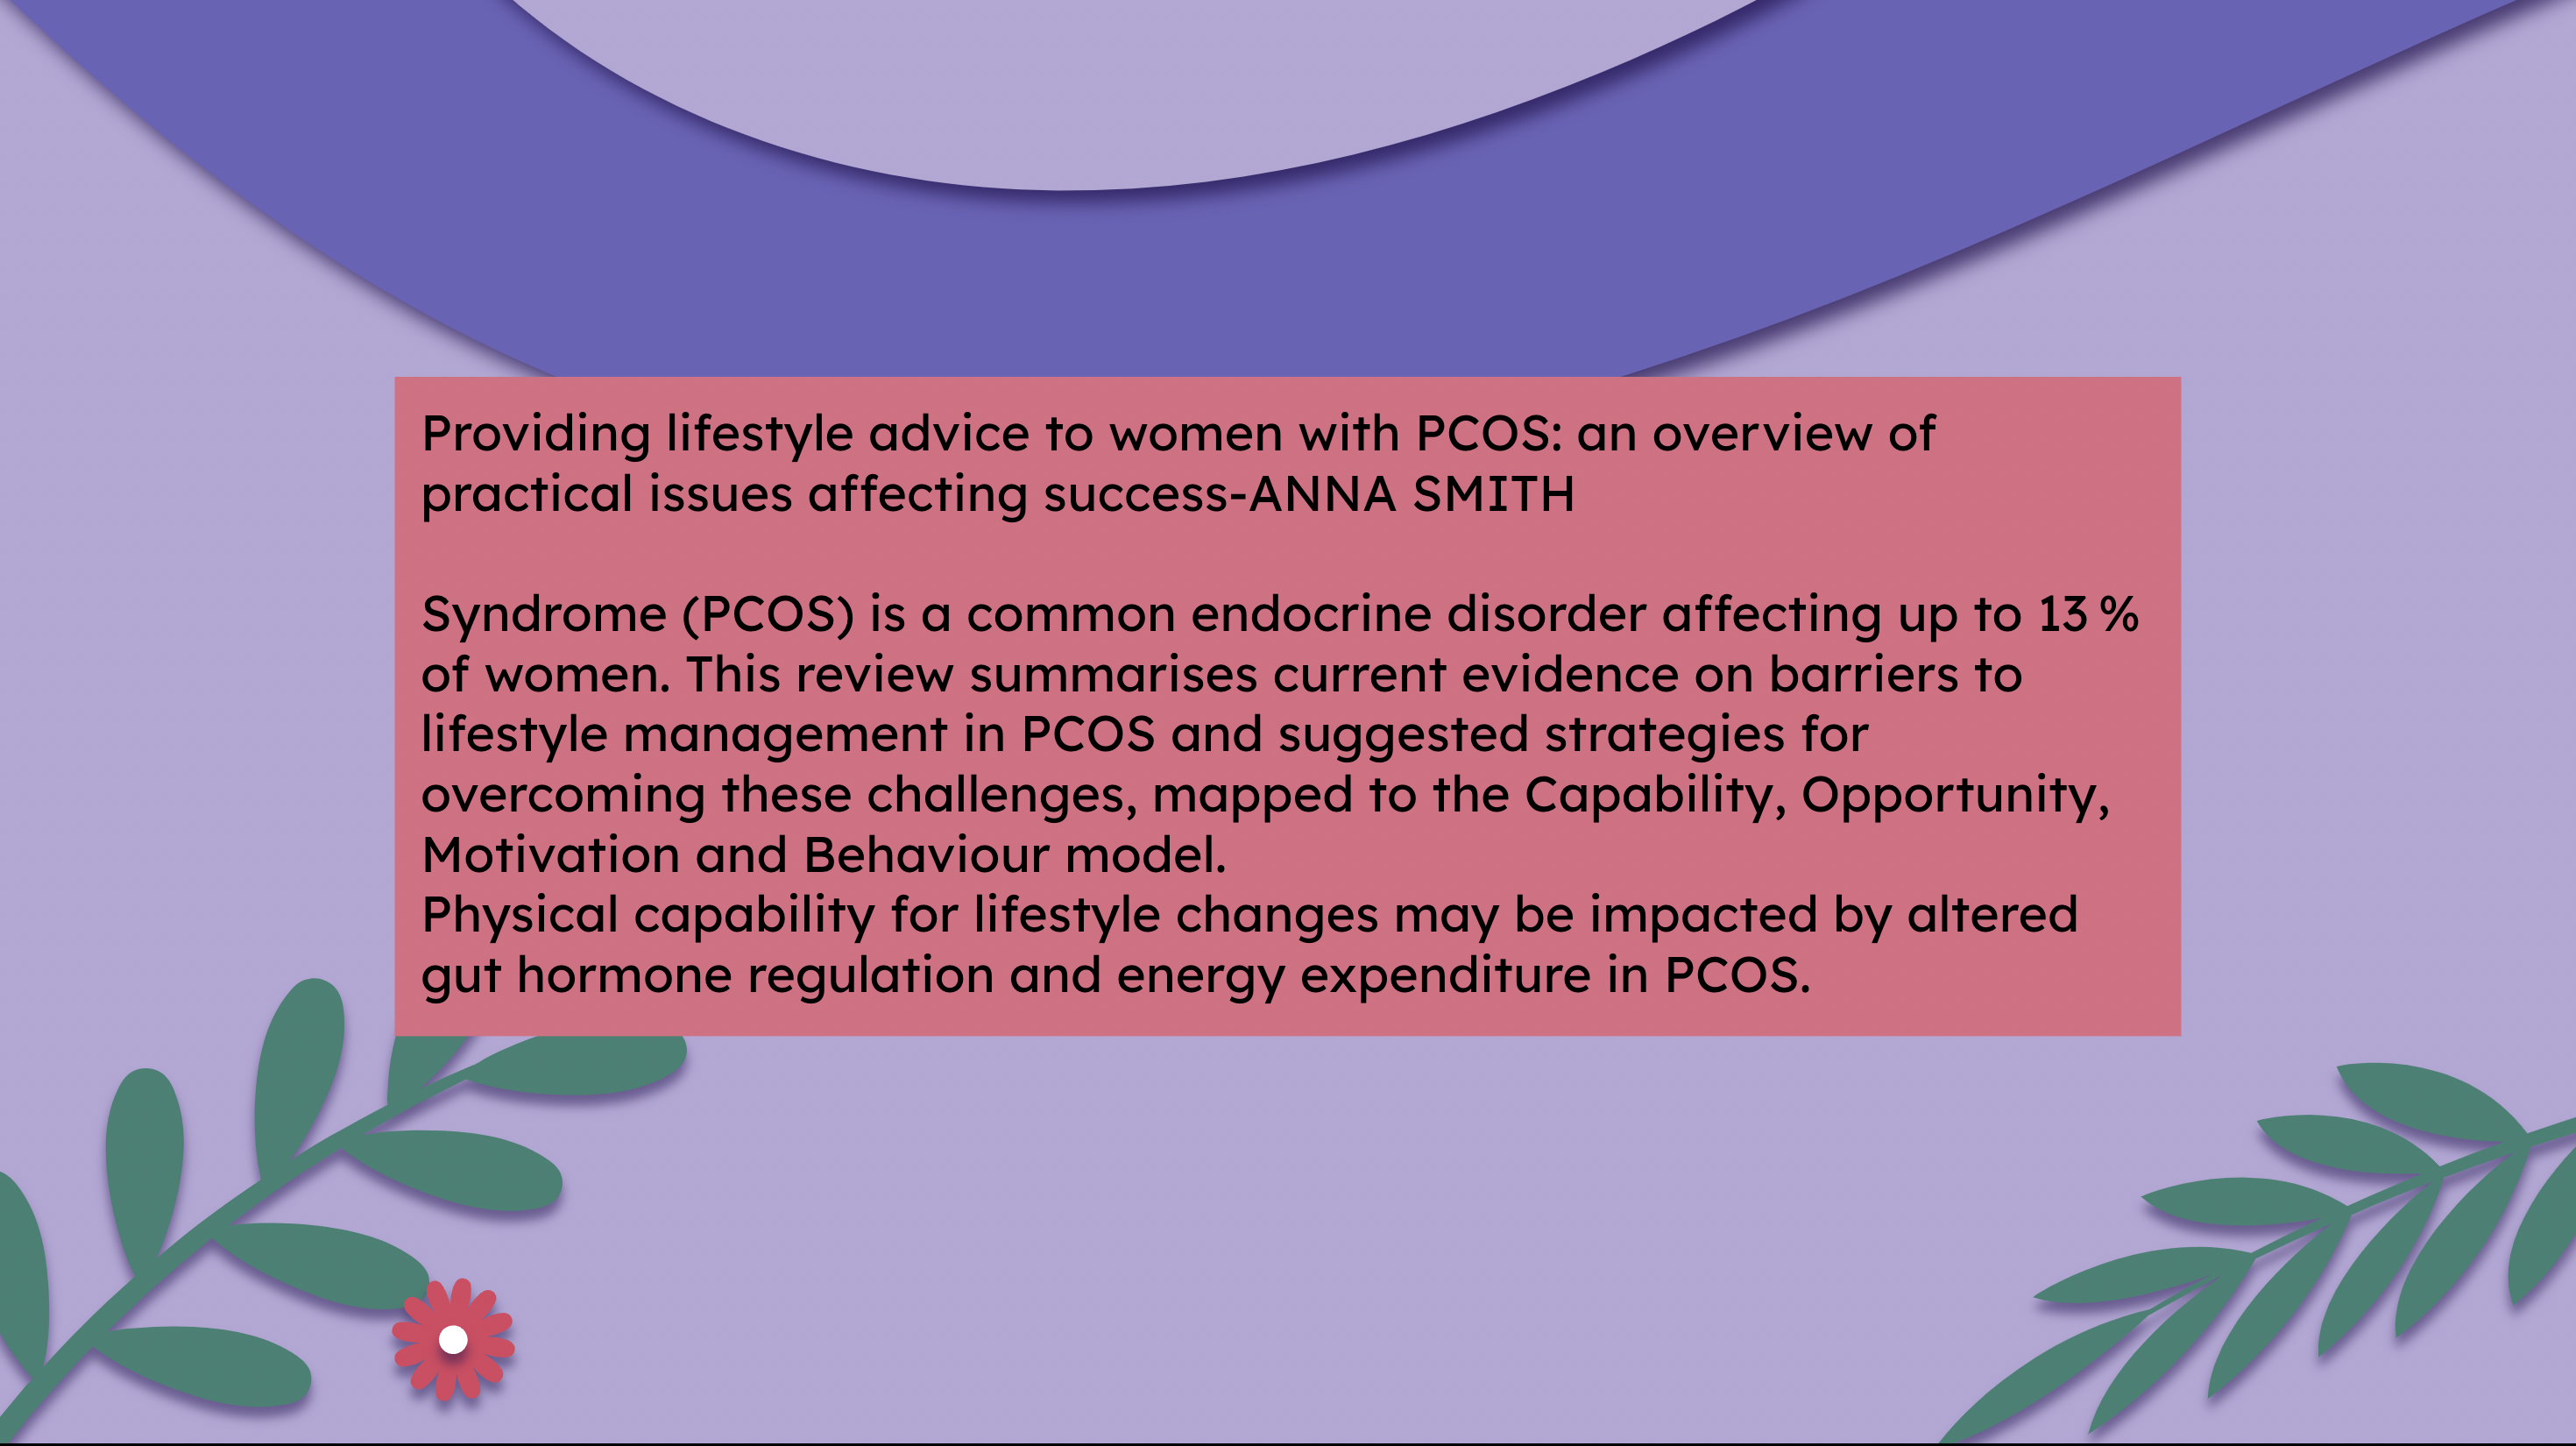 Providing lifestyle advice to women with PCOS: an overview of
practical issues affecting success-ANNA SMITH
Syndrome (PCOS) is a common endocrine disorder affecting up to 13 %
of women. This review summarises current evidence on barriers to
lifestyle management in PCOS and suggested strategies for
overcoming these challenges, mapped to the Capability, Opportunity,
Motivation and Behaviour model.
Physical capability for lifestyle changes may be impacted by altered
gut hormone regulation and energy expenditure in PCOS.